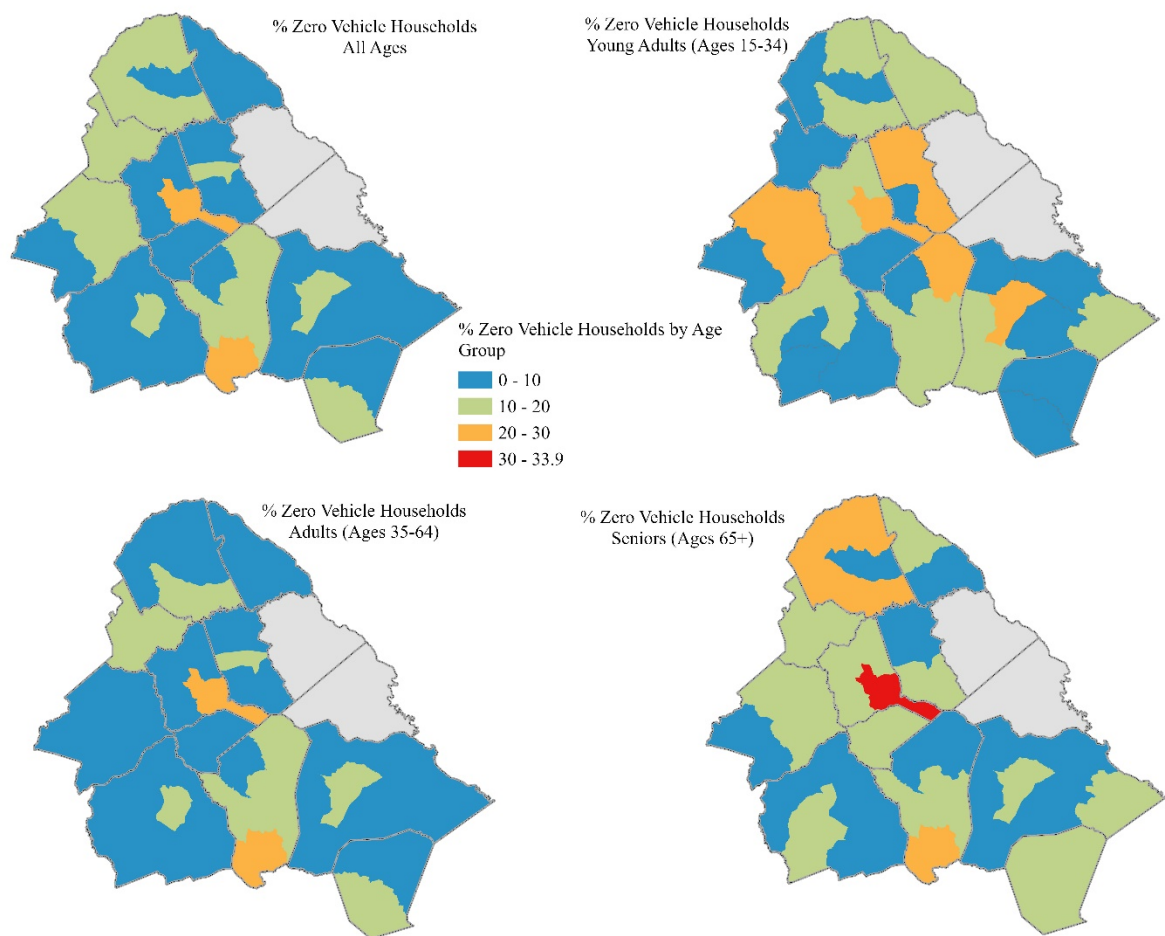 % Zero Vehicle Households
All Ages
% Zero Vehicle Households
Young Adults (Ages 15-34)
% Zero Vehicle Households by Age
Group
0 - 10
10 - 20
20 - 30
30 - 33.9
% Zero Vehicle Households
Adults (Ages 35-64)
% Zero Vehicle Households
Seniors (Ages 65+)